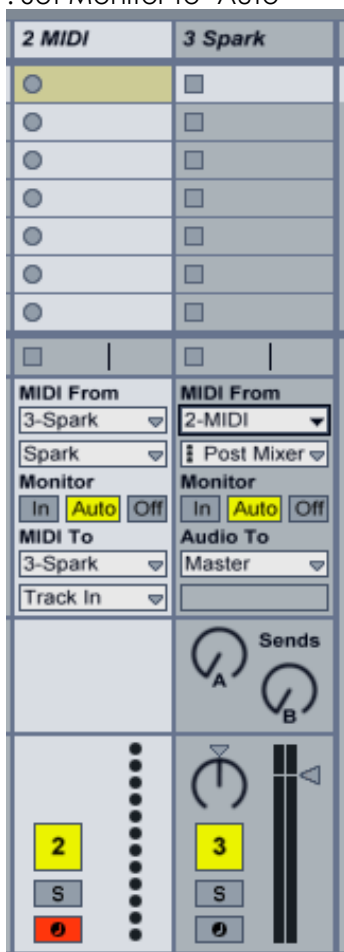 : Set Monitor to "Auto"
2 MIDI
3 Spark
MIDI From
3-Spark
Spark
Monitor
In Auto Off
MIDI To
3-Spark
Track In
2
S
MIDI From
2-MIDI
Post Mixer
Monitor
In Auto Off
Audio To
Master
Sends
A
B
3
S